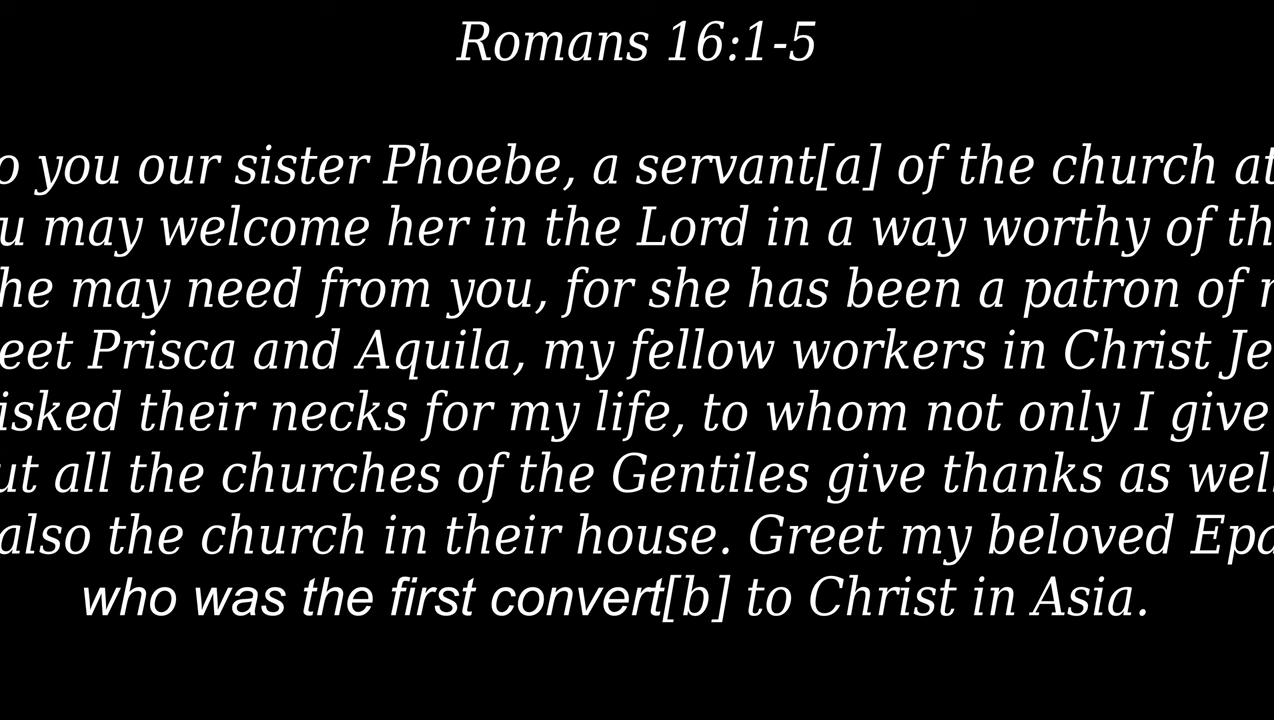 Romans 16:1-5
o you our sister Phoebe, a servant[a] of the church at
u may welcome her in the Lord in a way worthy of th
he may need from you, for she has been a patron of
eet Prisca and Aquila, my fellow workers in Christ Je
isked their necks for my life, to whom not only I give
ut all the churches of the Gentiles give thanks as well
also the church in their house. Greet my beloved Epa
who was the first convert[b] to Christ in Asia.